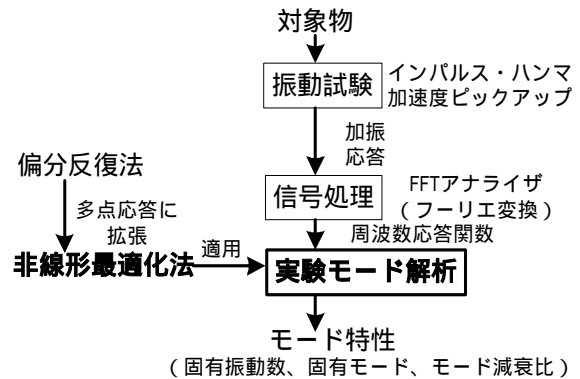 対象物
振動試験
インパルス・ハンマ
加速度ピックアップ
加振
応答
偏分反復法
信号処理
FFTアナライザ
（フーリエ変換）
多点応答に
拡張
周波数応答関数
非線形最適化法
適用
実験モード解析
モード特性
（固有振動数、固有モード、モード減衰比）